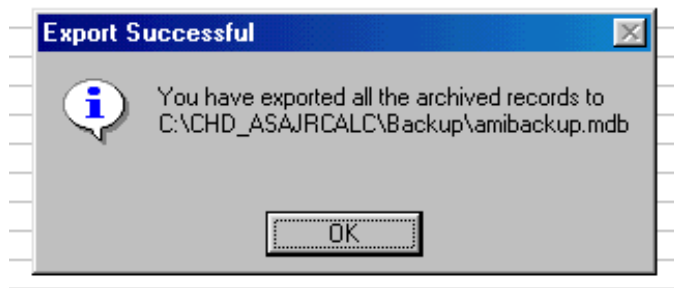 Export Successful
You have exported all the archived records to
C:\CHD_ASAJRCALC\Backup\amibackup.mdb
OK